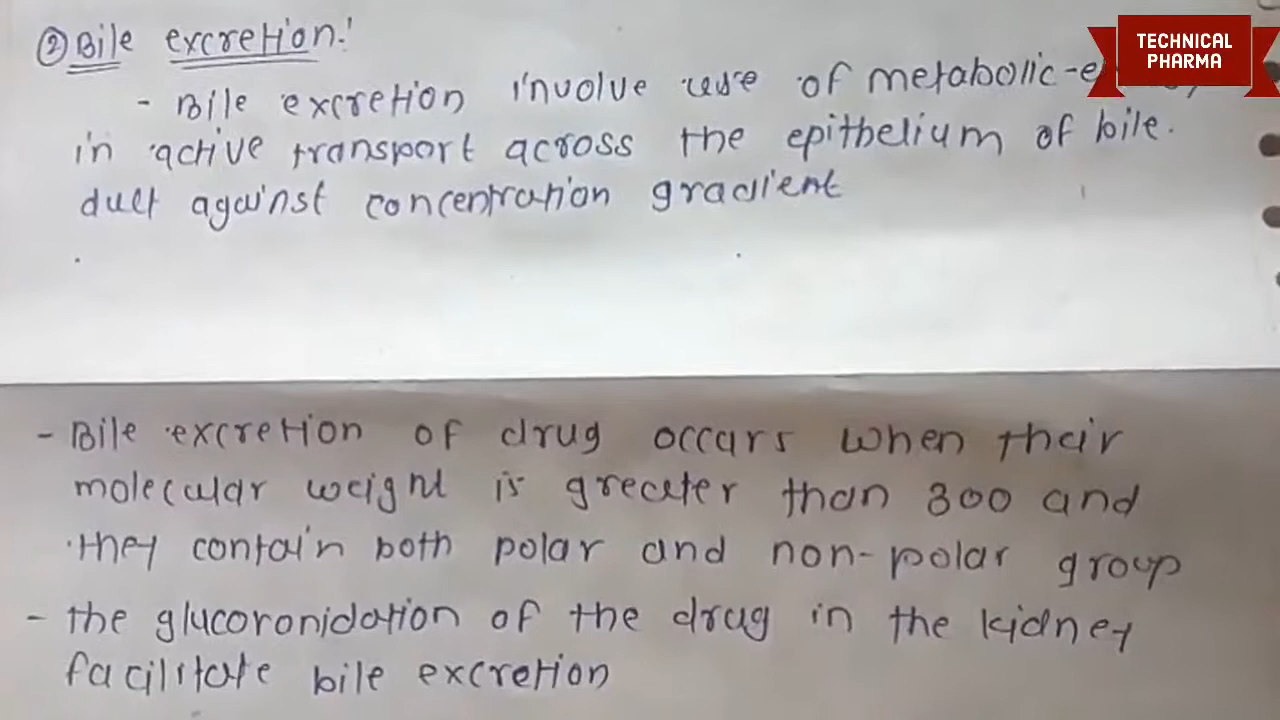 ② Bile excretion:
TECHNICAL
PHARMA
- Bile excretion involve use of metabolic-e
in active transport across the epithelium of bile.
duct against concentration gradient
- Bile excretion of drug occars when their
molecular weight is greater than 300 and
they contain both polar and non-polar group
- the glucoronidation of the drug in the kidney
facilitate bile excretion